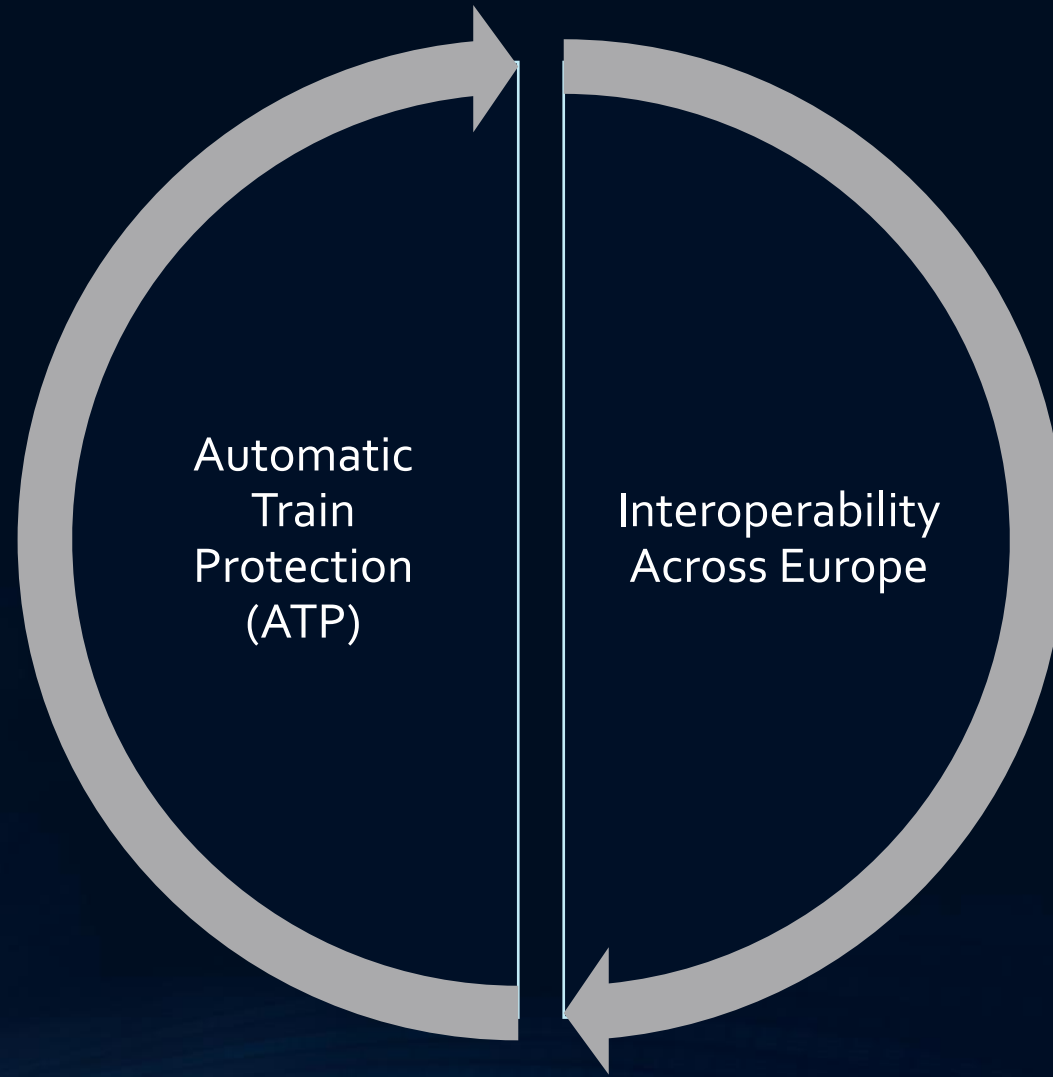 Automatic
Train
Protection
(ATP)
Interoperability
Across Europe